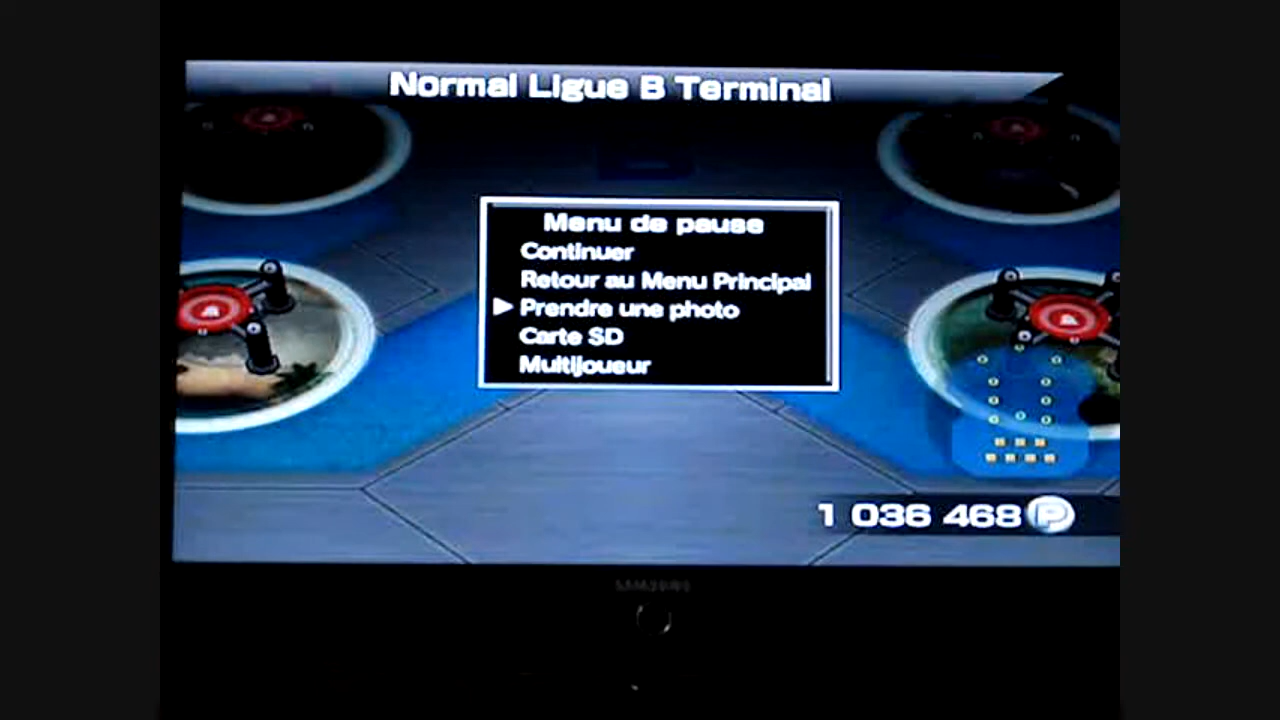 Normal Ligue B Terminal
Menu de pause
Continuer
Retour au Menu Principal
Prendre une photo
Carte SD
Multijoueur
1 036 468 P
SAMSUNG